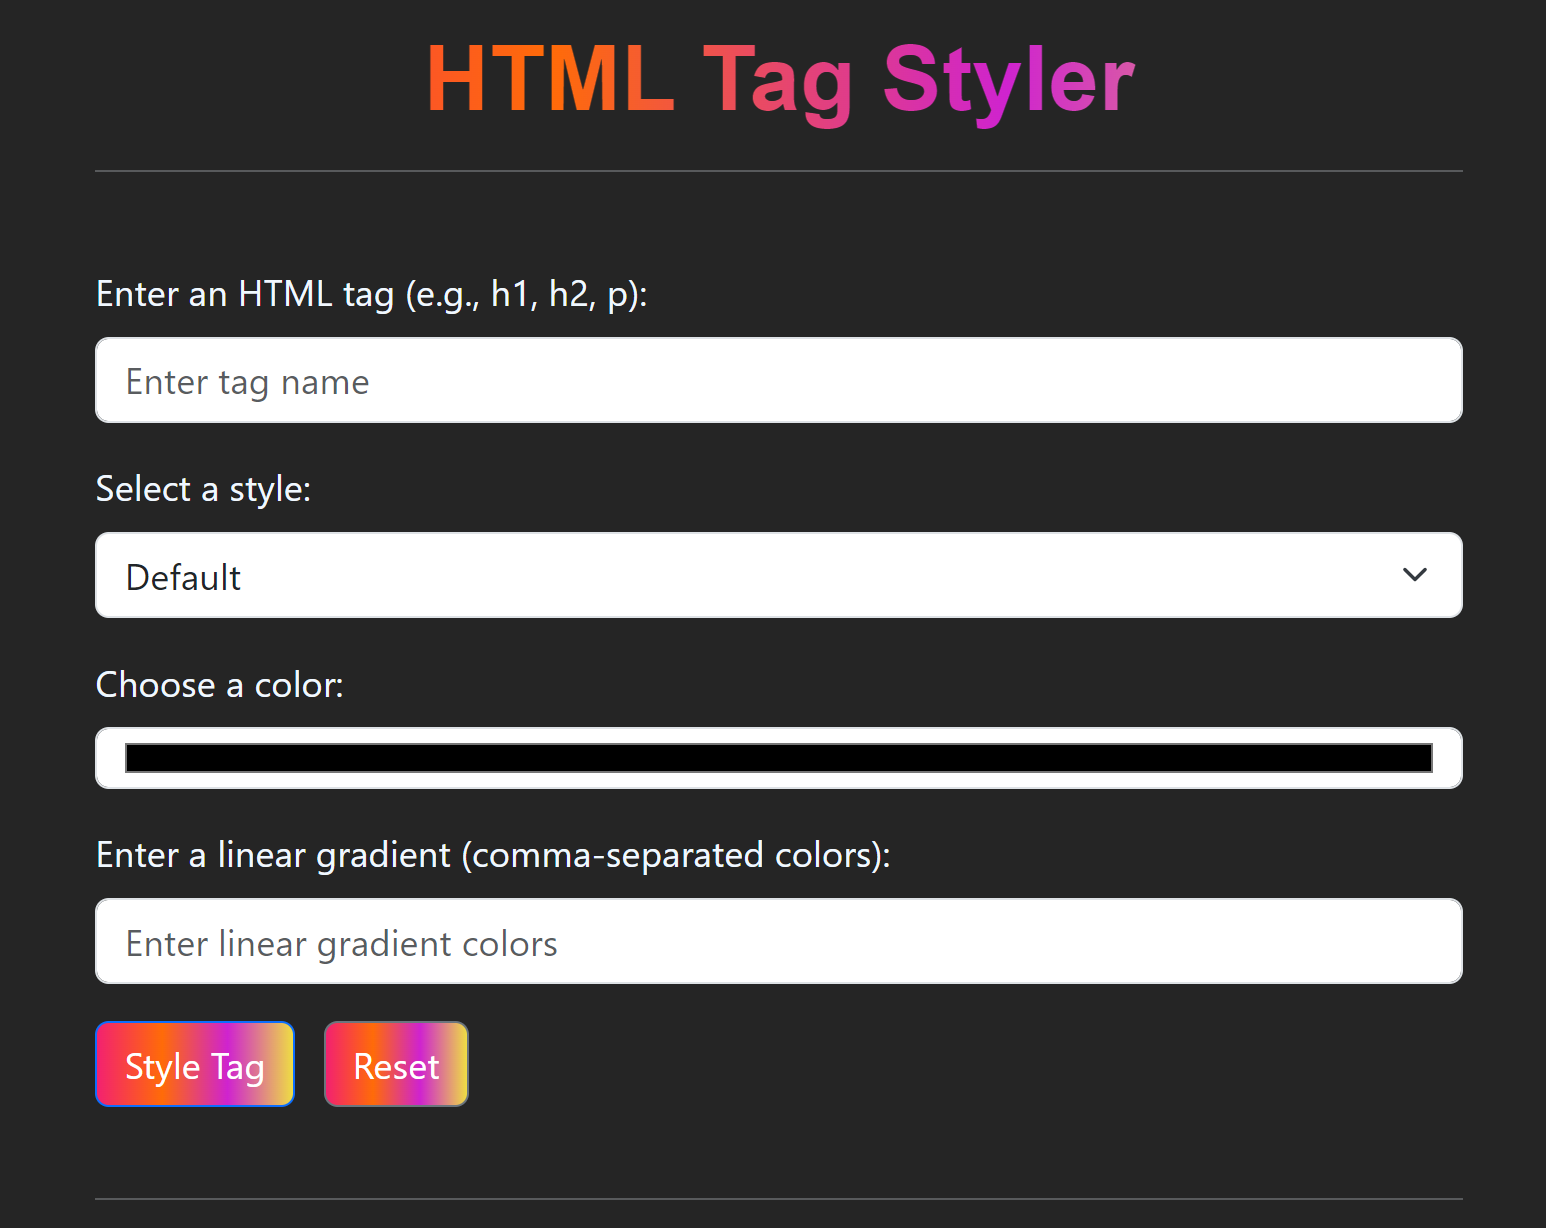 HTML Tag Styler
Enter an HTML tag (e.g., h1, h2, p):
Enter tag name
Select a style:
Default
Choose a color:
Enter a linear gradient (comma-separated colors):
Enter linear gradient colors
Style Tag
Reset